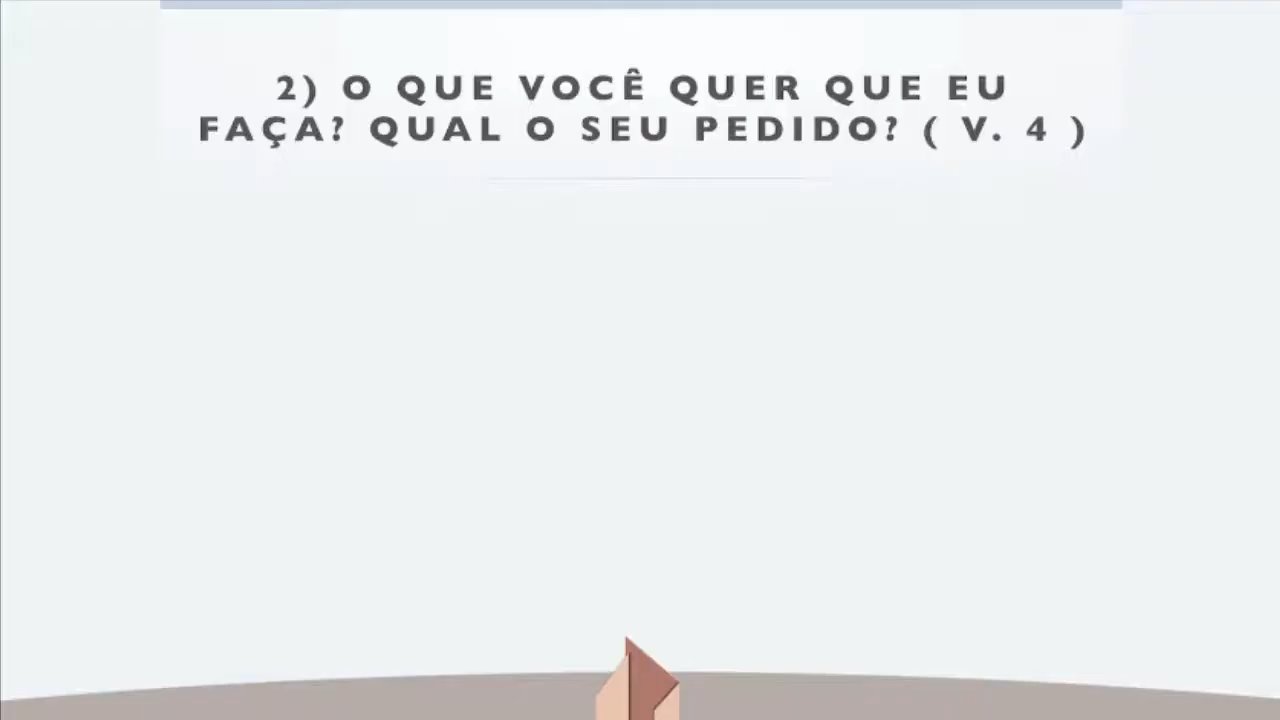 2) O QUE VOCÊ QUER QUE EU
FAÇA? QUAL O SEU PEDIDO? ( V. 4 )